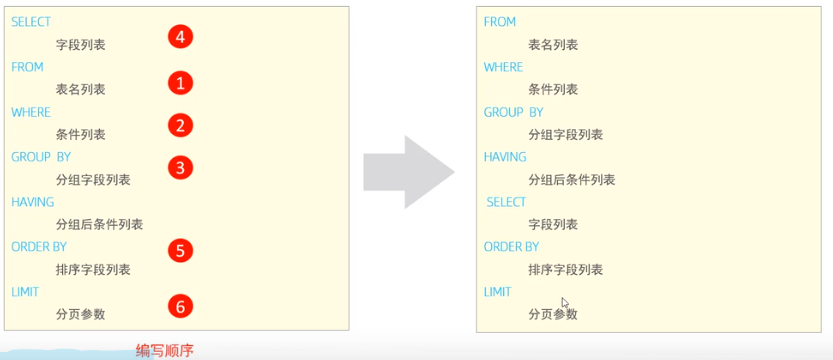 SELECT
字段列表
4
FROM
表名列表
1
WHERE
条件列表
2
GROUP BY
分组字段列表
3
HAVING
分组后条件列表
ORDER BY
排序字段列表
5
LIMIT
分页参数
6
编写顺序
FROM
表名列表
WHERE
条件列表
GROUP BY
分组字段列表
HAVING
分组后条件列表
SELECT
字段列表
ORDER BY
排序字段列表
LIMIT
分页参数